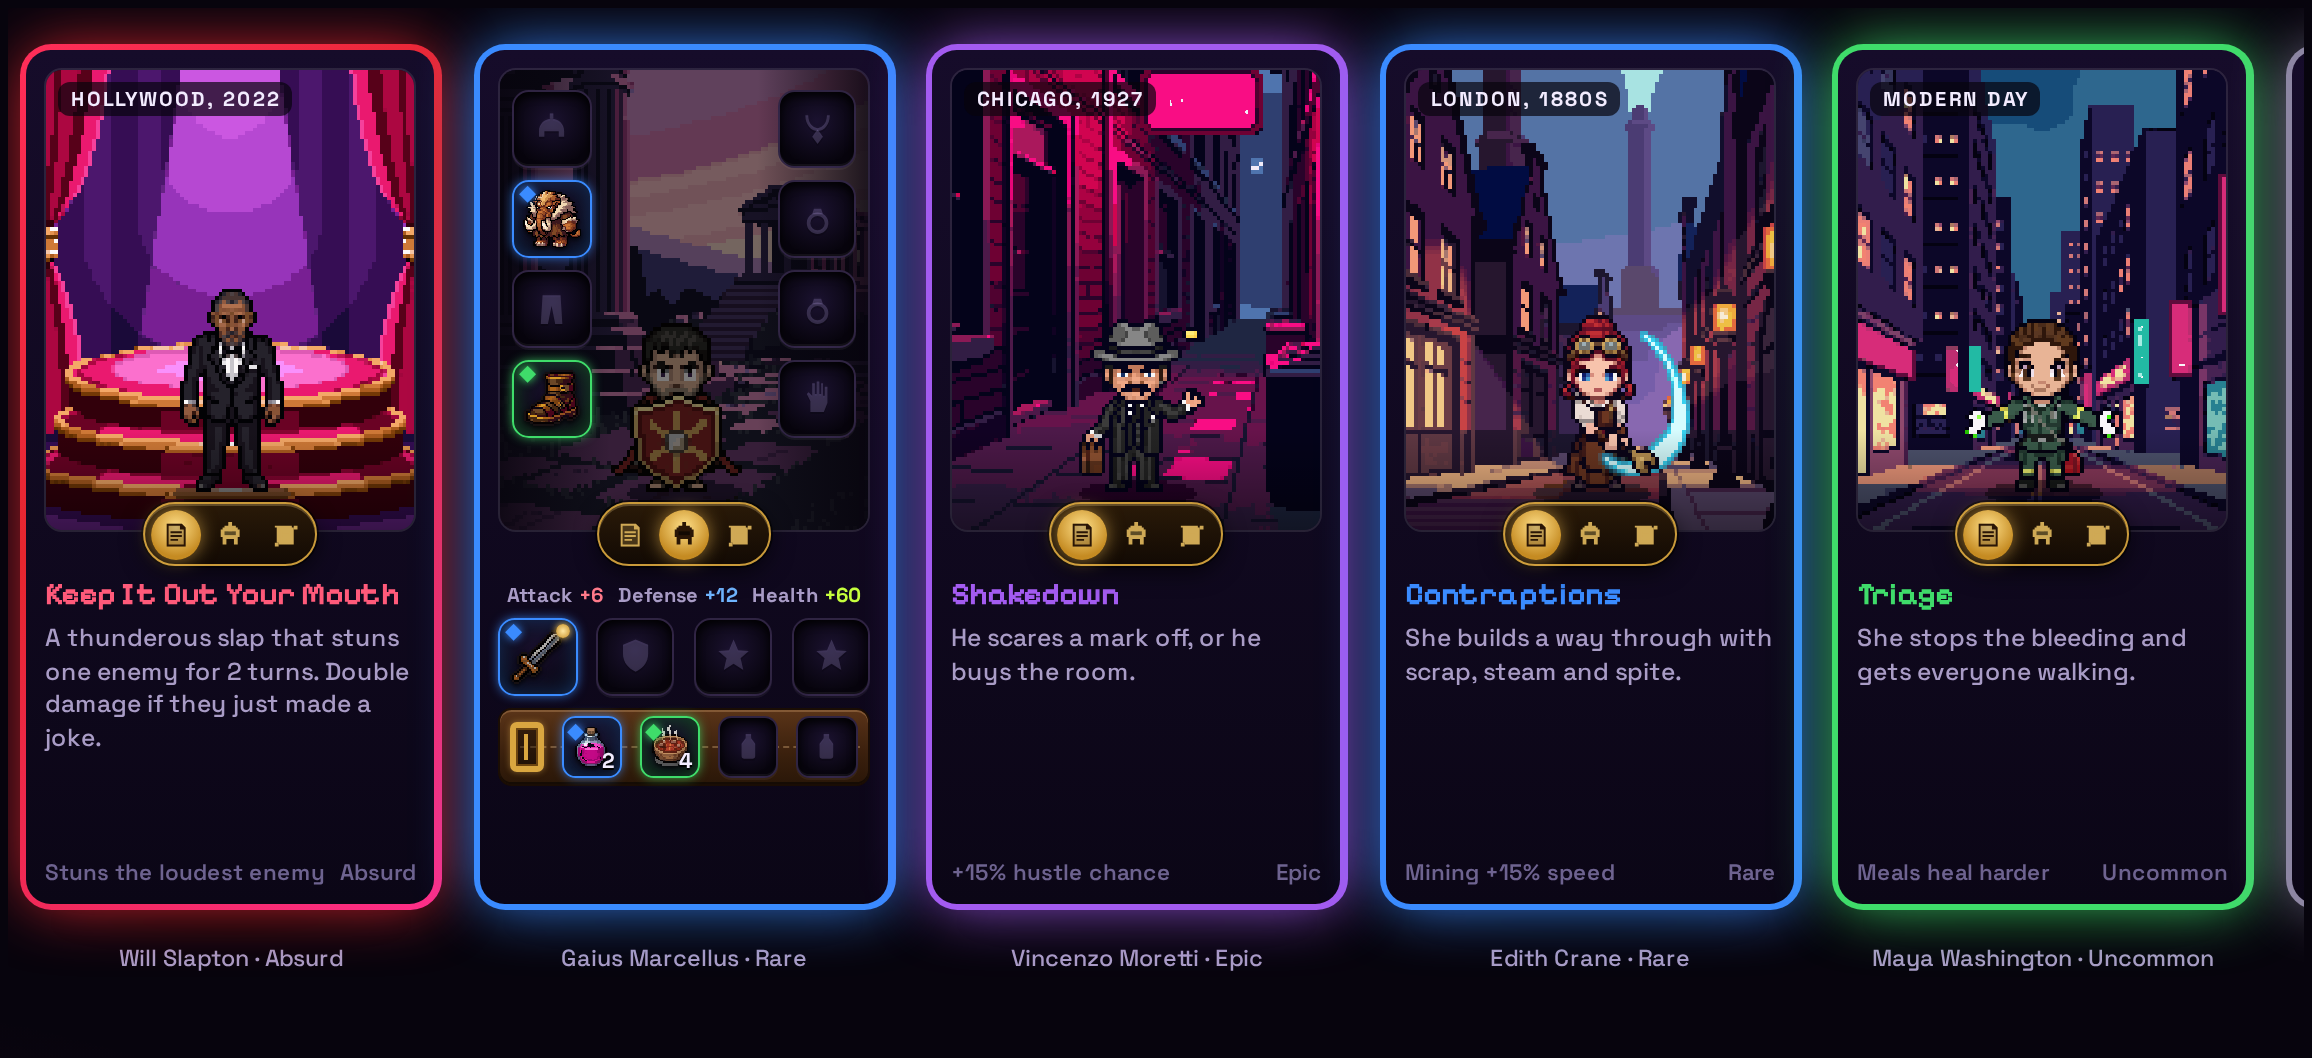 HOLLYWOOD, 2022
Keep It Out Your Mouth
A thunderous slap that stuns
one enemy for 2 turns. Double
damage if they just made a
joke.
Stuns the loudest enemy Absurd
Will Slapton · Absurd
Attack +6 Defense +12 Health +60
2
4
Gaius Marcellus · Rare
CHICAGO, 1927
Shakedown
He scares a mark off, or he
buys the room.
+15% hustle chance Epic
Vincenzo Moretti · Epic
LONDON, 1880S
Contraptions
She builds a way through with
scrap, steam and spite.
Mining +15% speed Rare
Edith Crane · Rare
MODERN DAY
Triage
She stops the bleeding and
gets everyone walking.
Meals heal harder Uncommon
Maya Washington · Uncommon